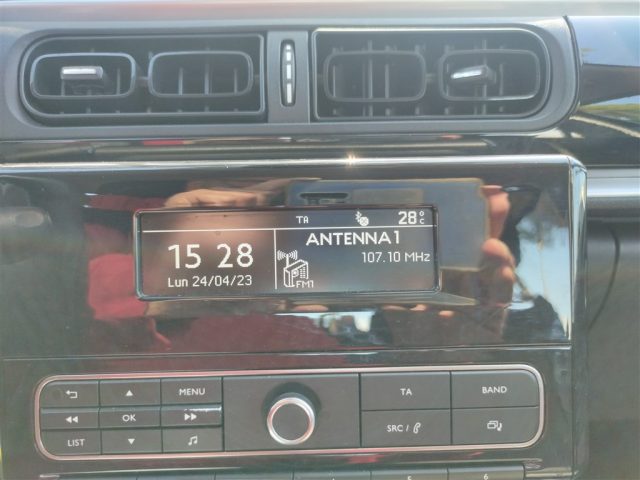 TA 28°C
ANTENNA1
15 28
107.10 MHz
Lun 24/04/23
FM1
MENU
TA
BAND
OK
SRC /
LIST
5
6